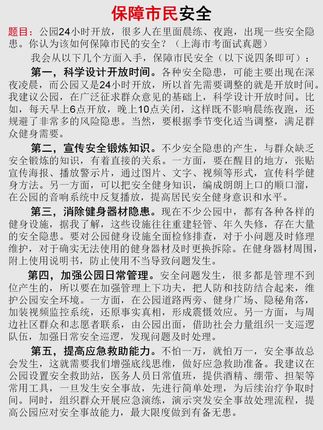 保障市民安全
题目：公园24小时开放，很多人在里面晨练、夜跑，出现一些安全隐
患。你认为该如何保障市民的安全？（上海市考面试真题）
我会从以下几个方面入手，保障市民安全（以下说四条即可）：
第一，科学设计开放时间。各种安全隐患，可能主要出现在深
夜凌晨，而公园又是24小时开放，所以首先需要调整的就是开放时间。
我建议公园，在广泛征求群众意见的基础上，科学设计开放时间。比
如，每天早上6点开放，晚上10点关闭，这样既不影响晨练夜跑，还
规避了非常多的风险隐患。当然，要根据季节变化适当调整，满足群
众健身需要。
第二，宣传安全锻炼知识。不少安全隐患的产生，与群众缺乏
安全锻炼的知识，有着直接的关系。一方面，要在醒目的地方，张贴
宣传海报、播放警示片，通过图片、文字、视频等形式，宣传科学健
身方法。另一方面，可以把安全健身知识，编成朗朗上口的顺口溜，
在公园的音响系统中反复播放，提高居民安全健身意识和水平。
第三，消除健身器材隐患。现在不少公园中，都有各种各样的
健身设施，据我了解，这些设施往往重建轻管、年久失修，存在大量
的安全隐患。要对公园健身设施全面检修排查，对于小问题及时修理
维护，对于确实无法使用的健身器材及时更换拆除。在健身器材周围，
附上使用说明书，防止使用不当导致问题发生。
第四，加强公园日常管理。安全问题发生，很多都是管理不到
位产生的，所以要在加强管理上下功夫，把人防和技防结合起来，维
护公园安全环境。一方面，在公园道路两旁、健身广场、隐秘角落，
加装视频监控系统，还原事实真相，形成震慑效应。另一方面，与周
边社区群众和志愿者联系，由公园出面，借助社会力量组织一支巡逻
队伍，加强日常安全巡逻，发现问题及时处理。
第五，提高应急救助能力。不怕一万，就怕万一，安全事故总
会发生，这就需要我们增强底线思维，做好应急救助准备。我建议在
公园设置安全救助站，医务人员日常值班，提供酒精、绷带、担架等
常用工具，一旦发生安全事故，先进行简单处理，为后续治疗争取时
间。同时，组织群众开展应急演练，演示突发安全事故处理流程，提
高公园应对安全事故能力，最大限度做到有备无患。